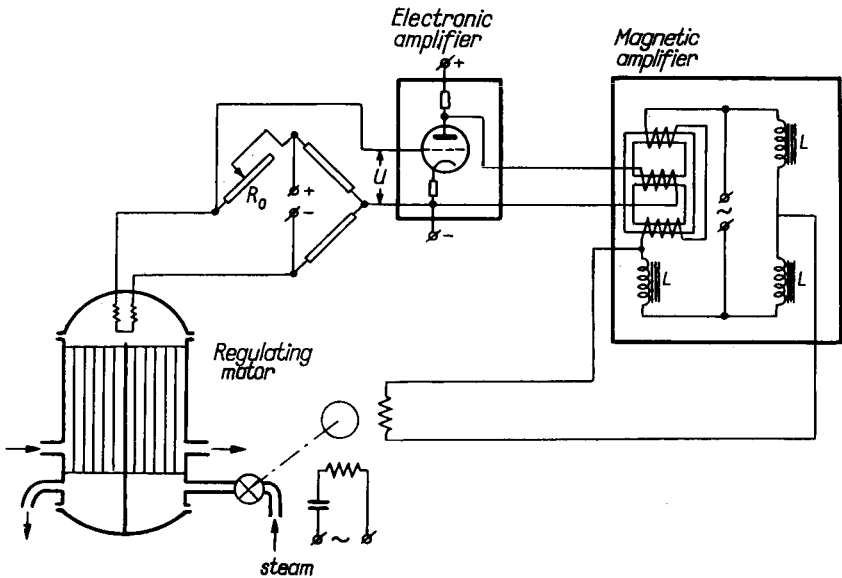 Electronic
amplifier
Magnetic
amplifier
+
L
R₀
+
-
U
~
-
L
L
Regulating
motor
~
steam